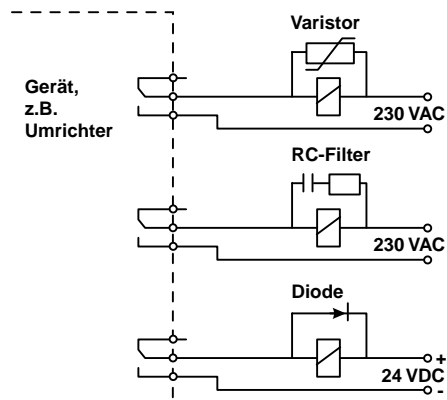 Varistor
Gerät,
z.B.
Umrichter
230 VAC
RC-Filter
230 VAC
Diode
+
24 VDC
-